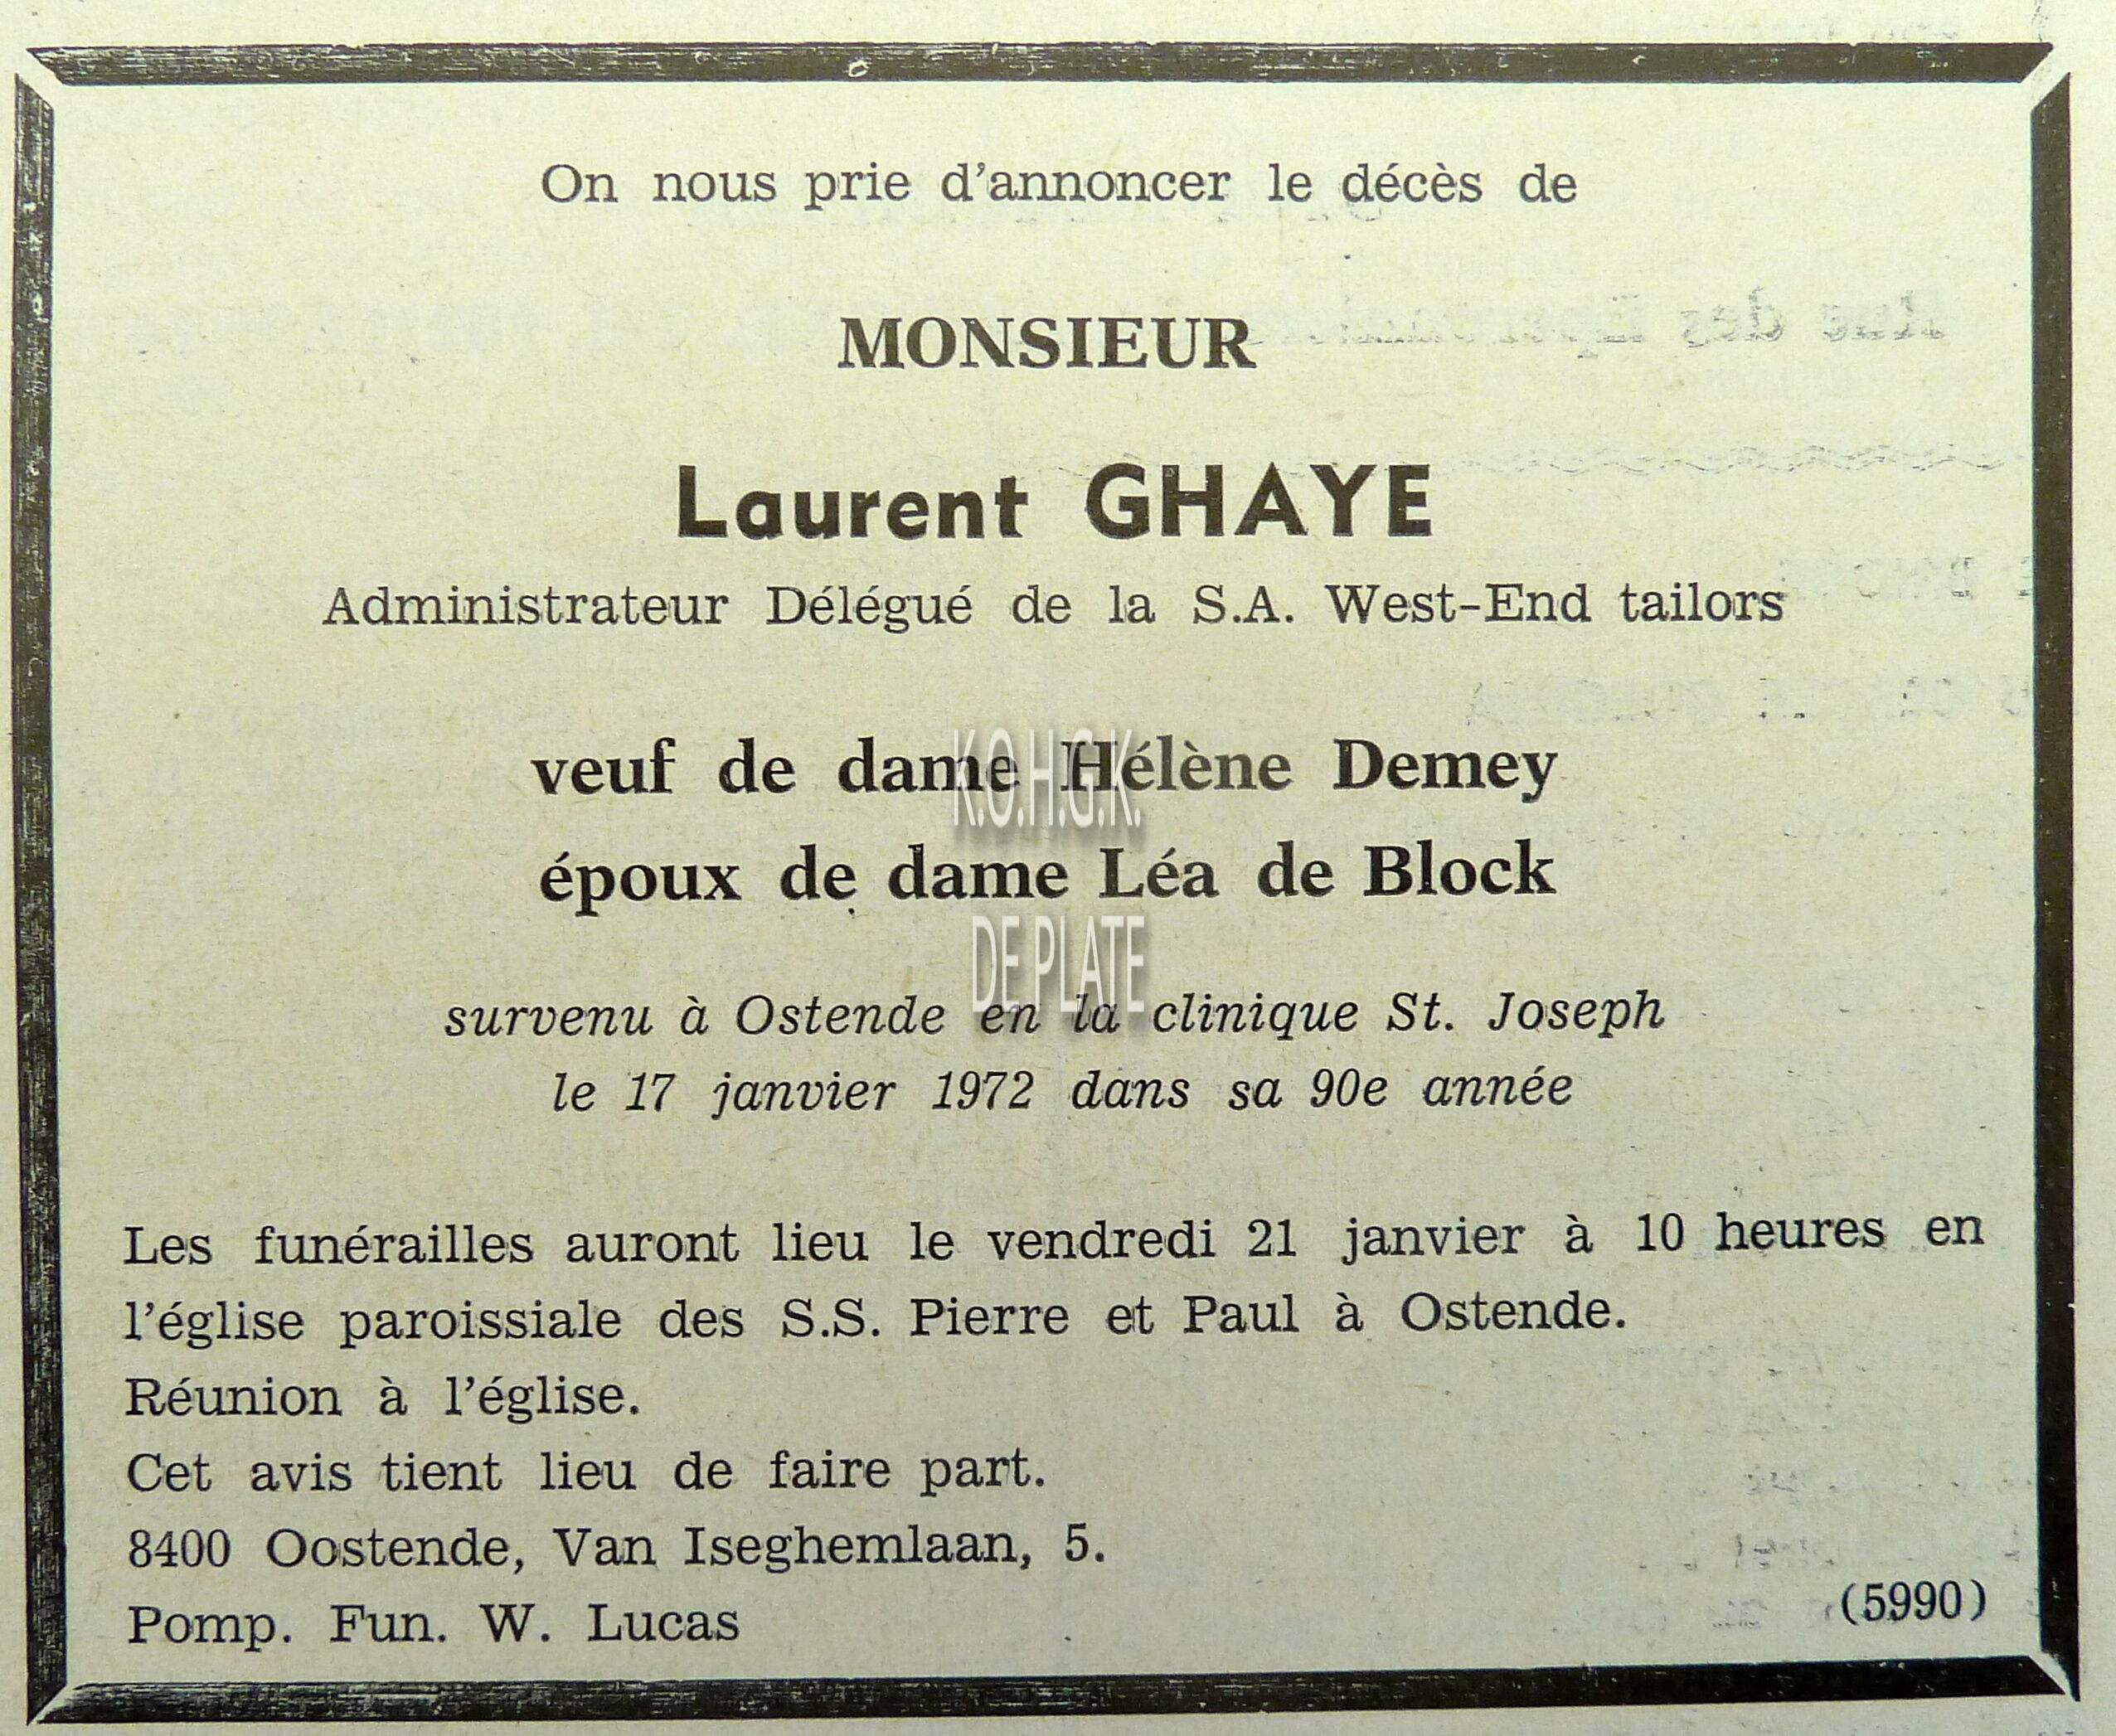 On nous prie d'annoncer le décès de
MONSIEUR
Laurent GHAYE
Administrateur Délégué de la S.A. West-End tailors
veuf de dame Hélène Demey
K.O.H.G.K.
époux de dame Léa de Block
DE PLATE
survenu à Ostende en la clinique St. Joseph
le 17 janvier 1972 dans sa 90e année
Les funérailles auront lieu le vendredi 21 janvier à 10 heures en
l'église paroissiale des S.S. Pierre et Paul à Ostende.
Réunion à l'église.
Cet avis tient lieu de faire part.
8400 Oostende, Van Iseghemlaan, 5.
Pomp. Fun. W. Lucas
(5990)